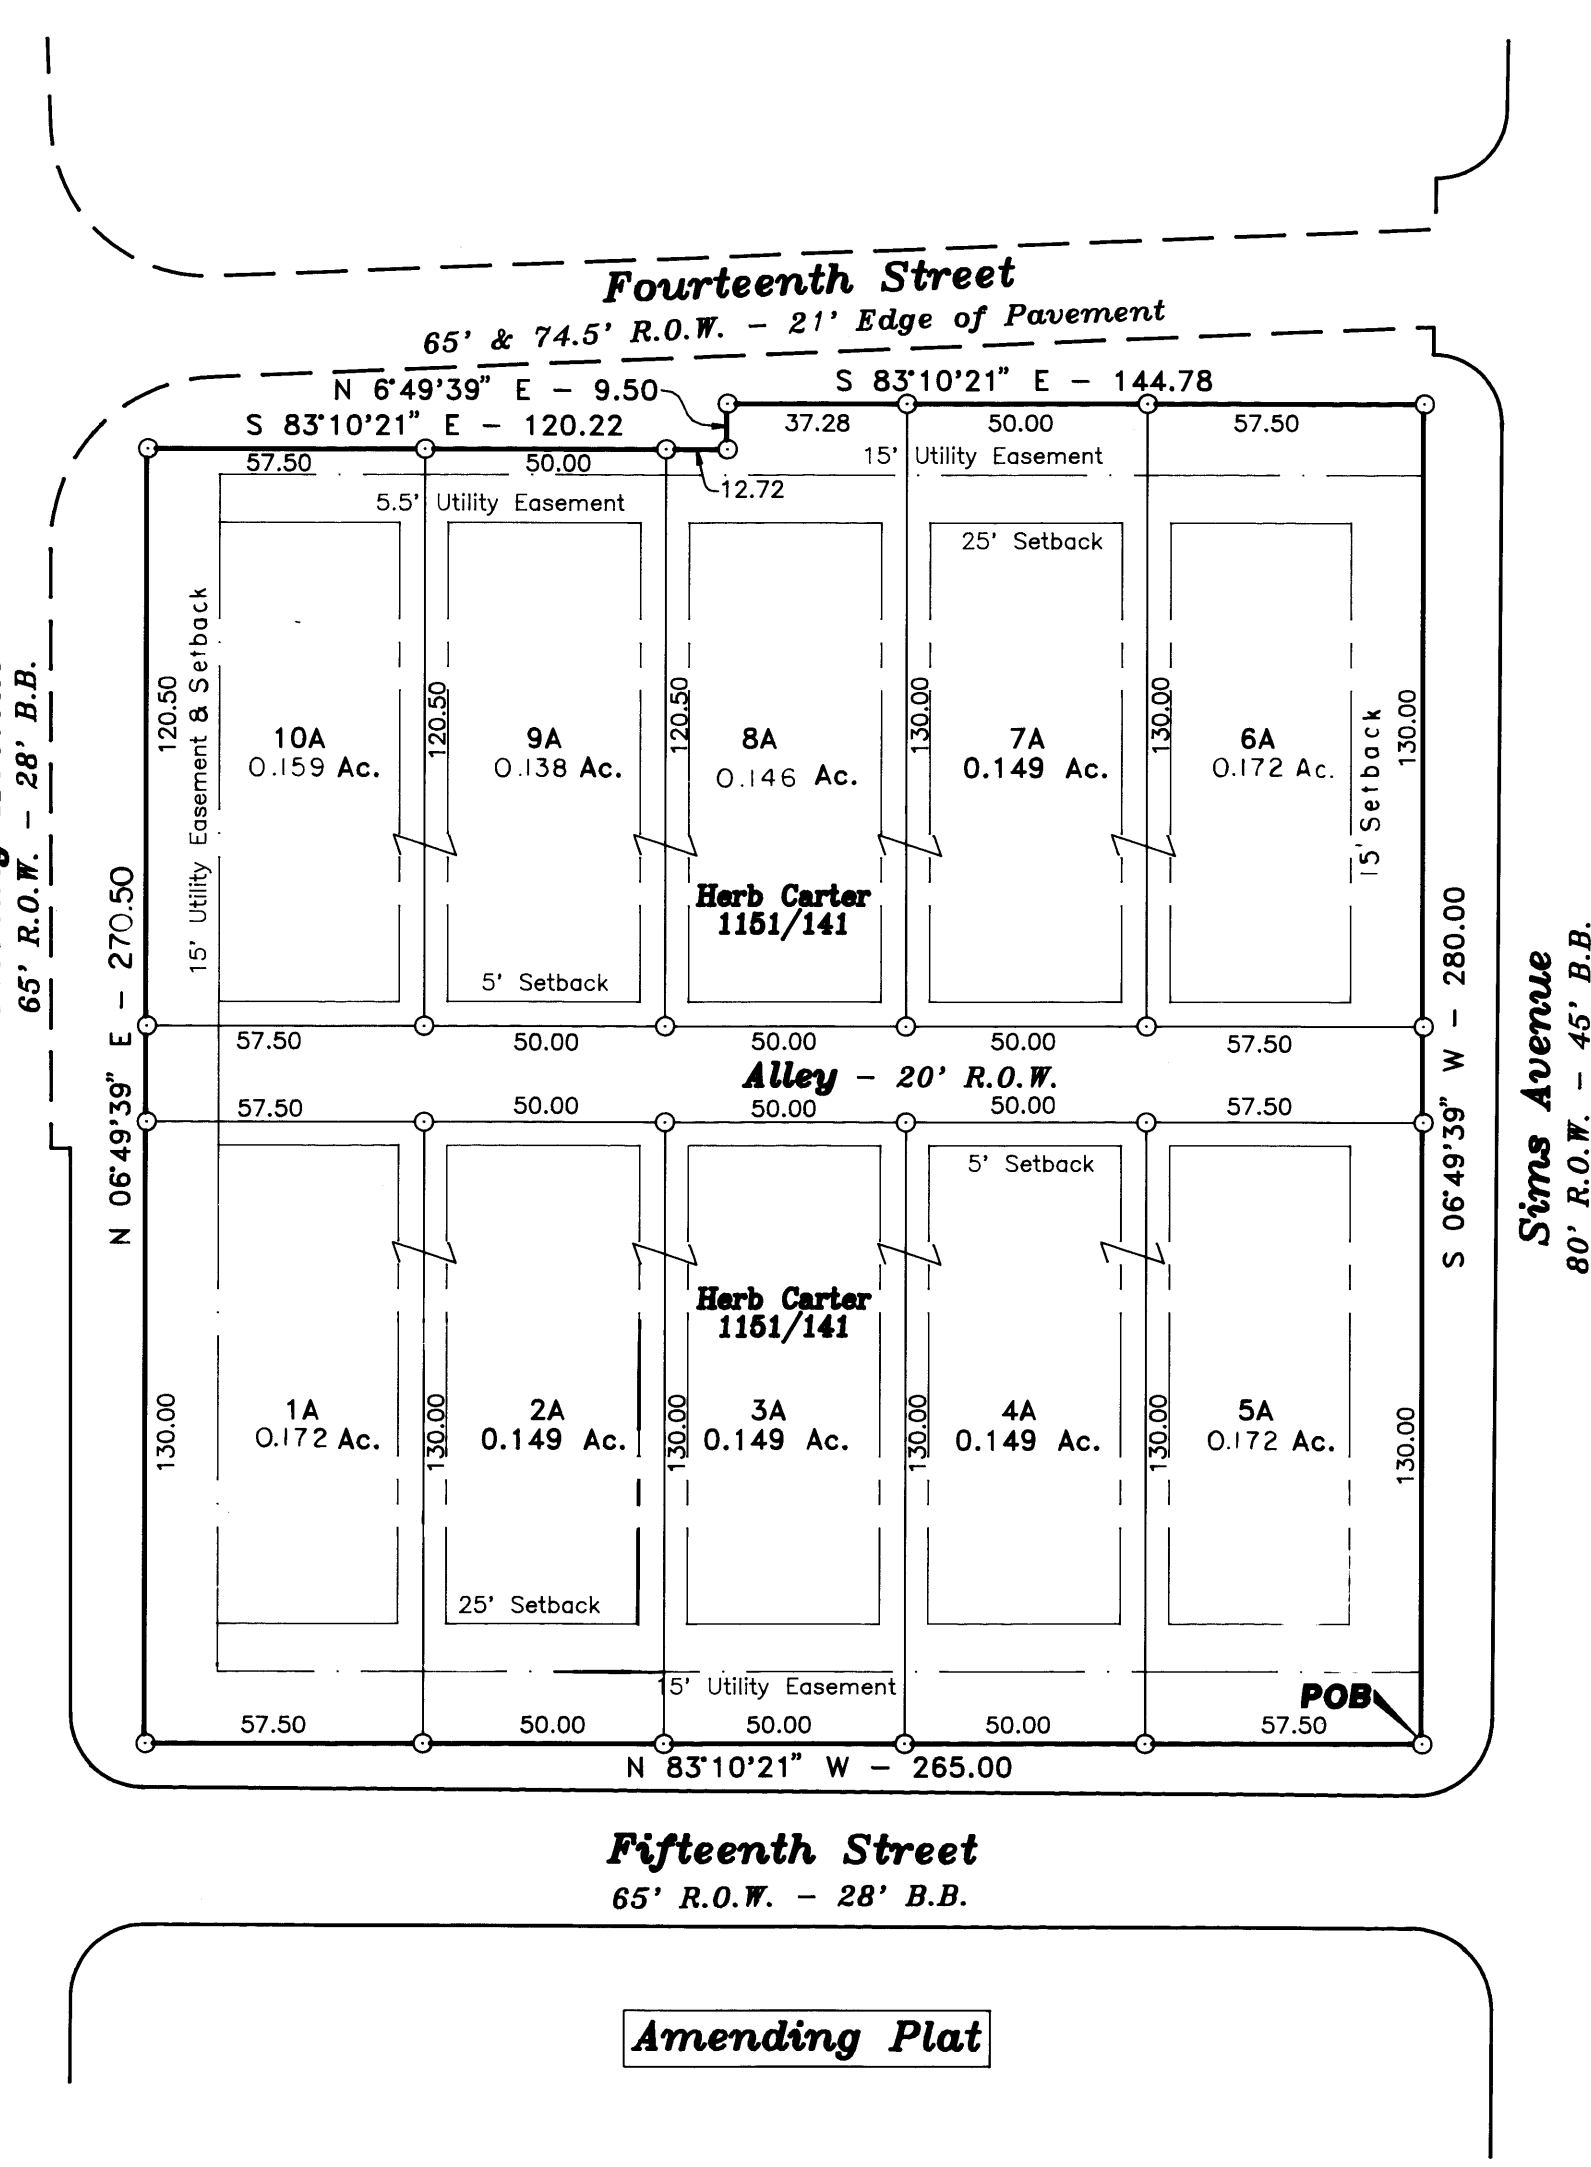 Fourteenth Street
65' & 74.5' R.O.W. - 21' Edge of Pavement
N 6°49'39" E - 9.50
S 83°10'21" E - 144.78
S 83°10'21" E - 120.22
37.28
50.00
57.50
57.50
50.00
15' Utility Easement
12.72
5.5' Utility Easement
25' Setback
65' R.O.W. - 28' B.B.
120.50
15' Utility Easement & Setback
120.50
120.50
130.00
130.00
15' Setback
130.00
10A
0.159 Ac.
9A
0.138 Ac.
8A
0.146 Ac.
7A
0.149 Ac.
6A
0.172 Ac.
Herb Carter
1151/141
5' Setback
N 06°49'39" E - 270.50
S 06°49'39" W - 280.00
Sims Avenue
80' R.O.W. - 45' B.B.
57.50
50.00
50.00
50.00
57.50
Alley - 20' R.O.W.
57.50
50.00
50.00
50.00
57.50
5' Setback
Herb Carter
1151/141
130.00
130.00
130.00
130.00
130.00
130.00
1A
0.172 Ac.
2A
0.149 Ac.
3A
0.149 Ac.
4A
0.149 Ac.
5A
0.172 Ac.
25' Setback
15' Utility Easement
POB
57.50
50.00
50.00
50.00
57.50
N 83°10'21" W - 265.00
Fifteenth Street
65' R.O.W. - 28' B.B.
Amending Plat